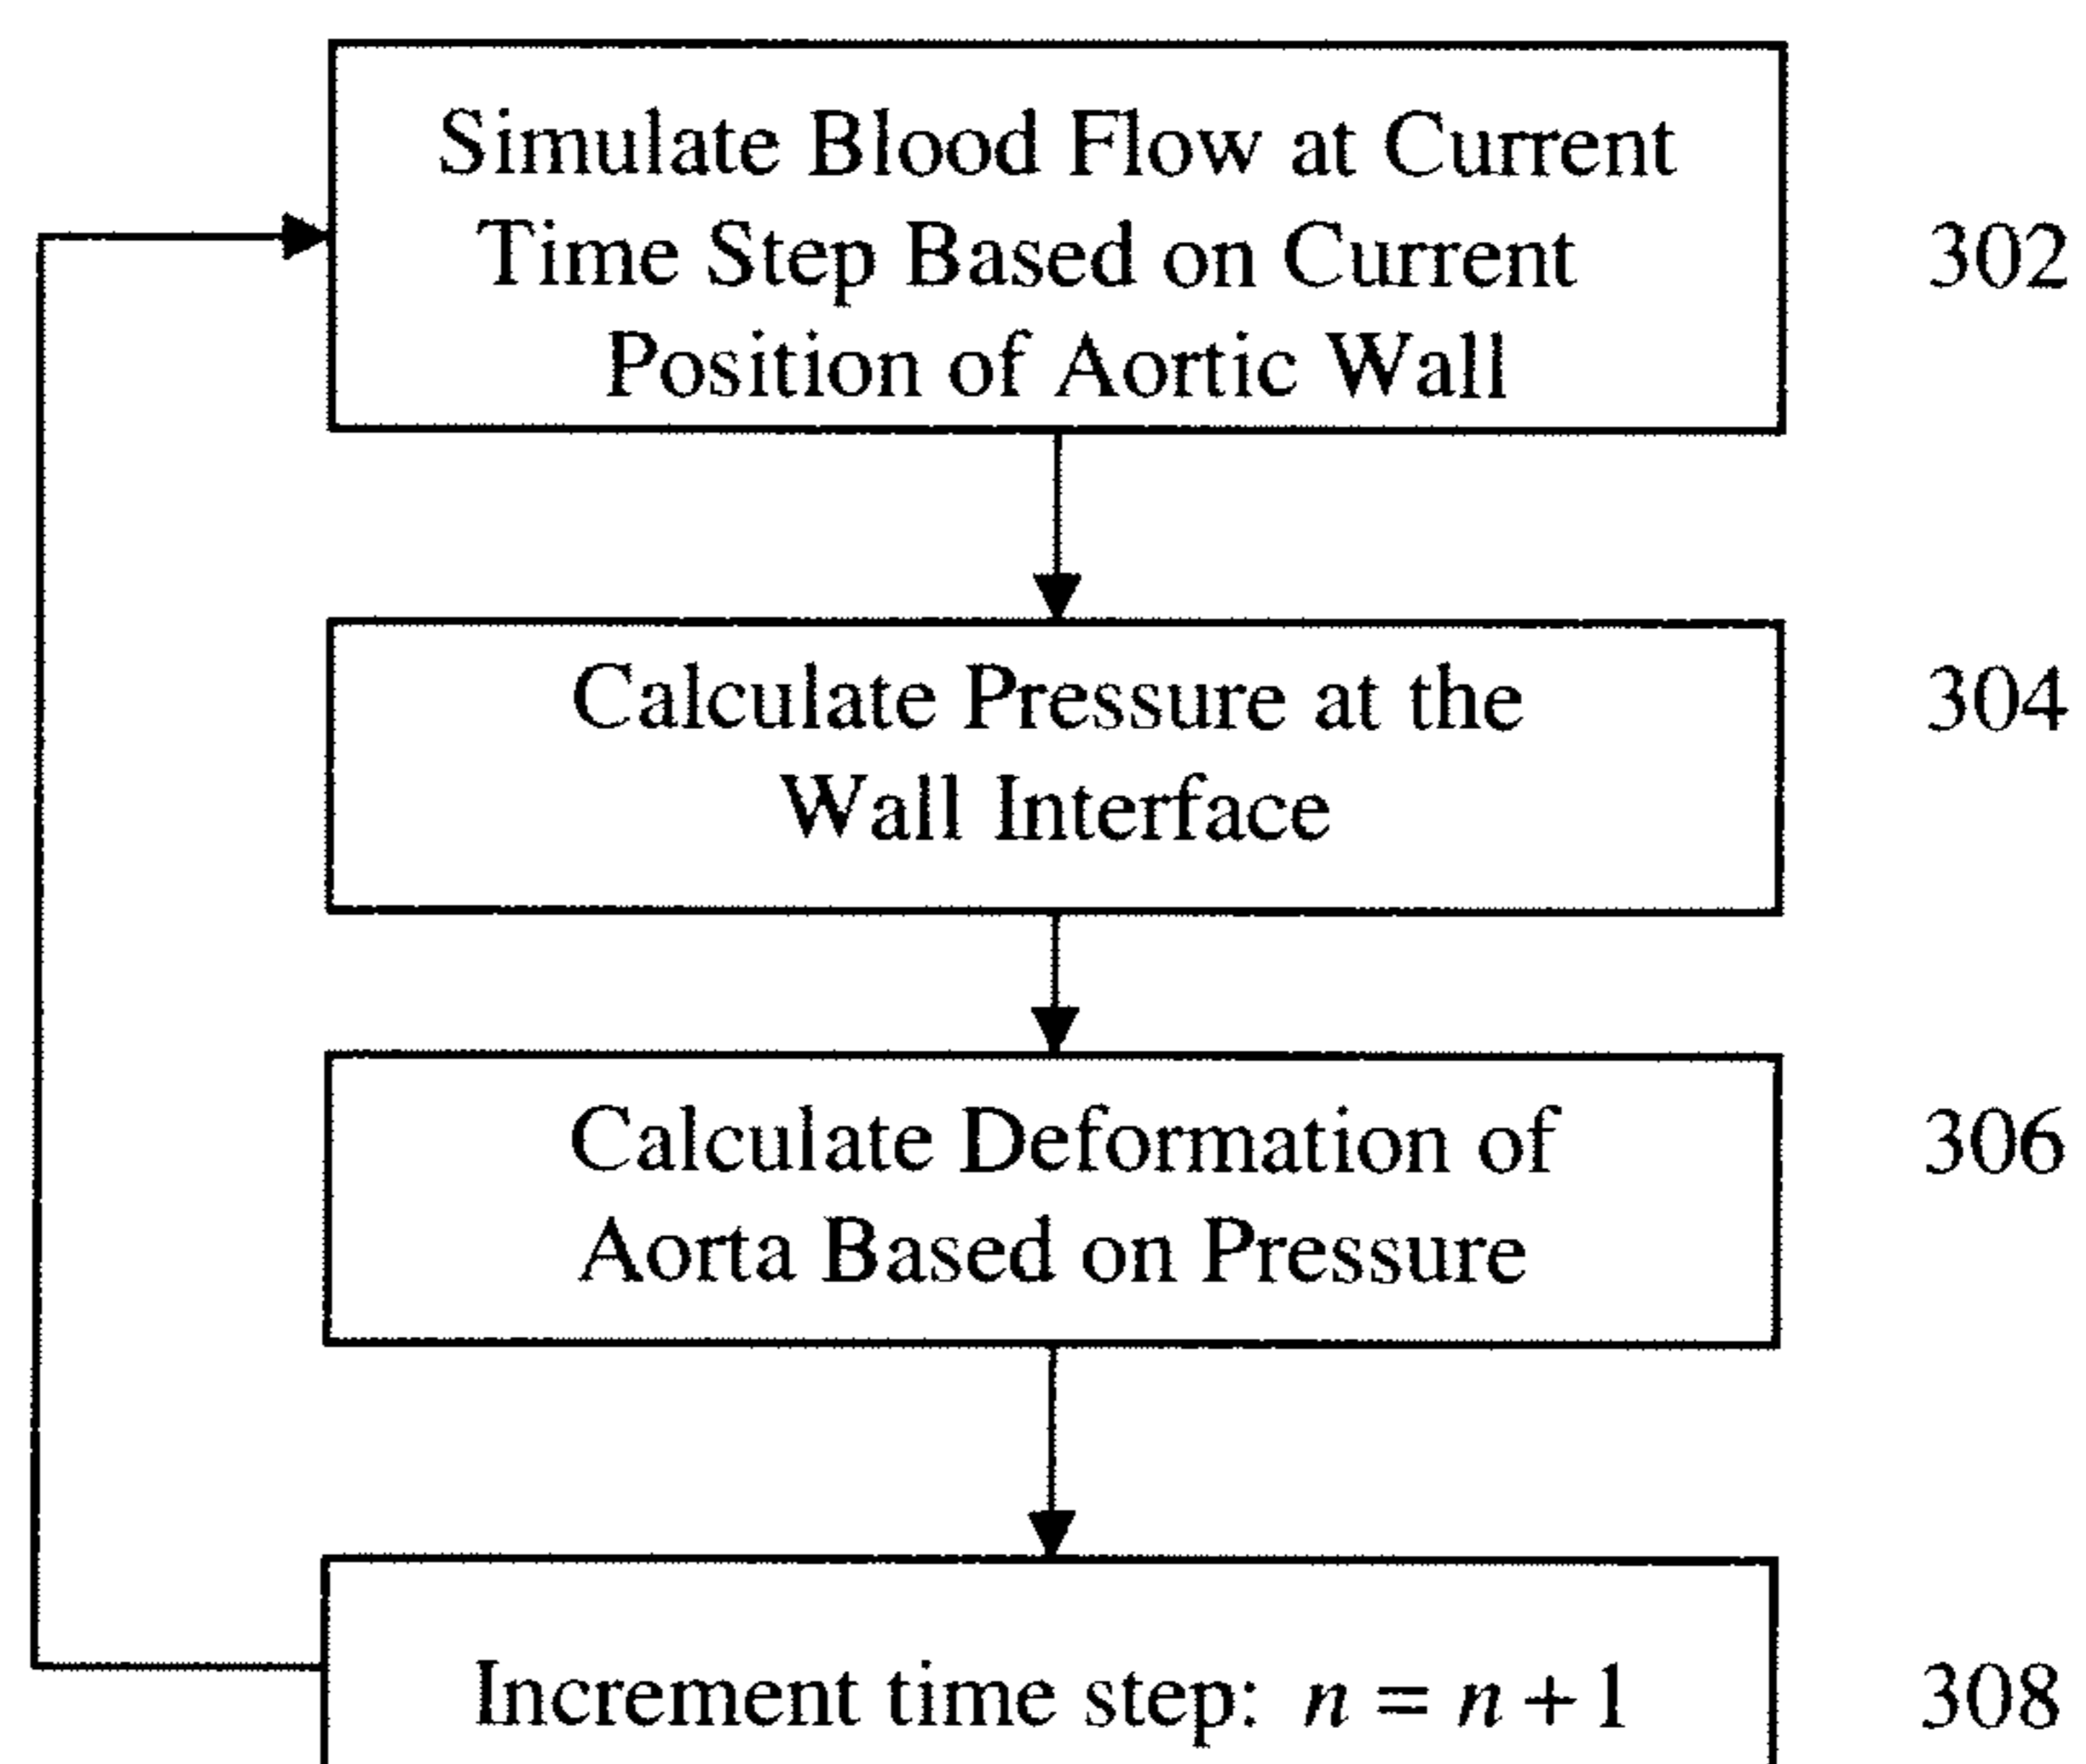 Simulate Blood Flow at Current
Time Step Based on Current
Position of Aortic Wall
302
Calculate Pressure at the
Wall Interface
304
Calculate Deformation of
Aorta Based on Pressure
306
Increment time step: n = n + 1
308